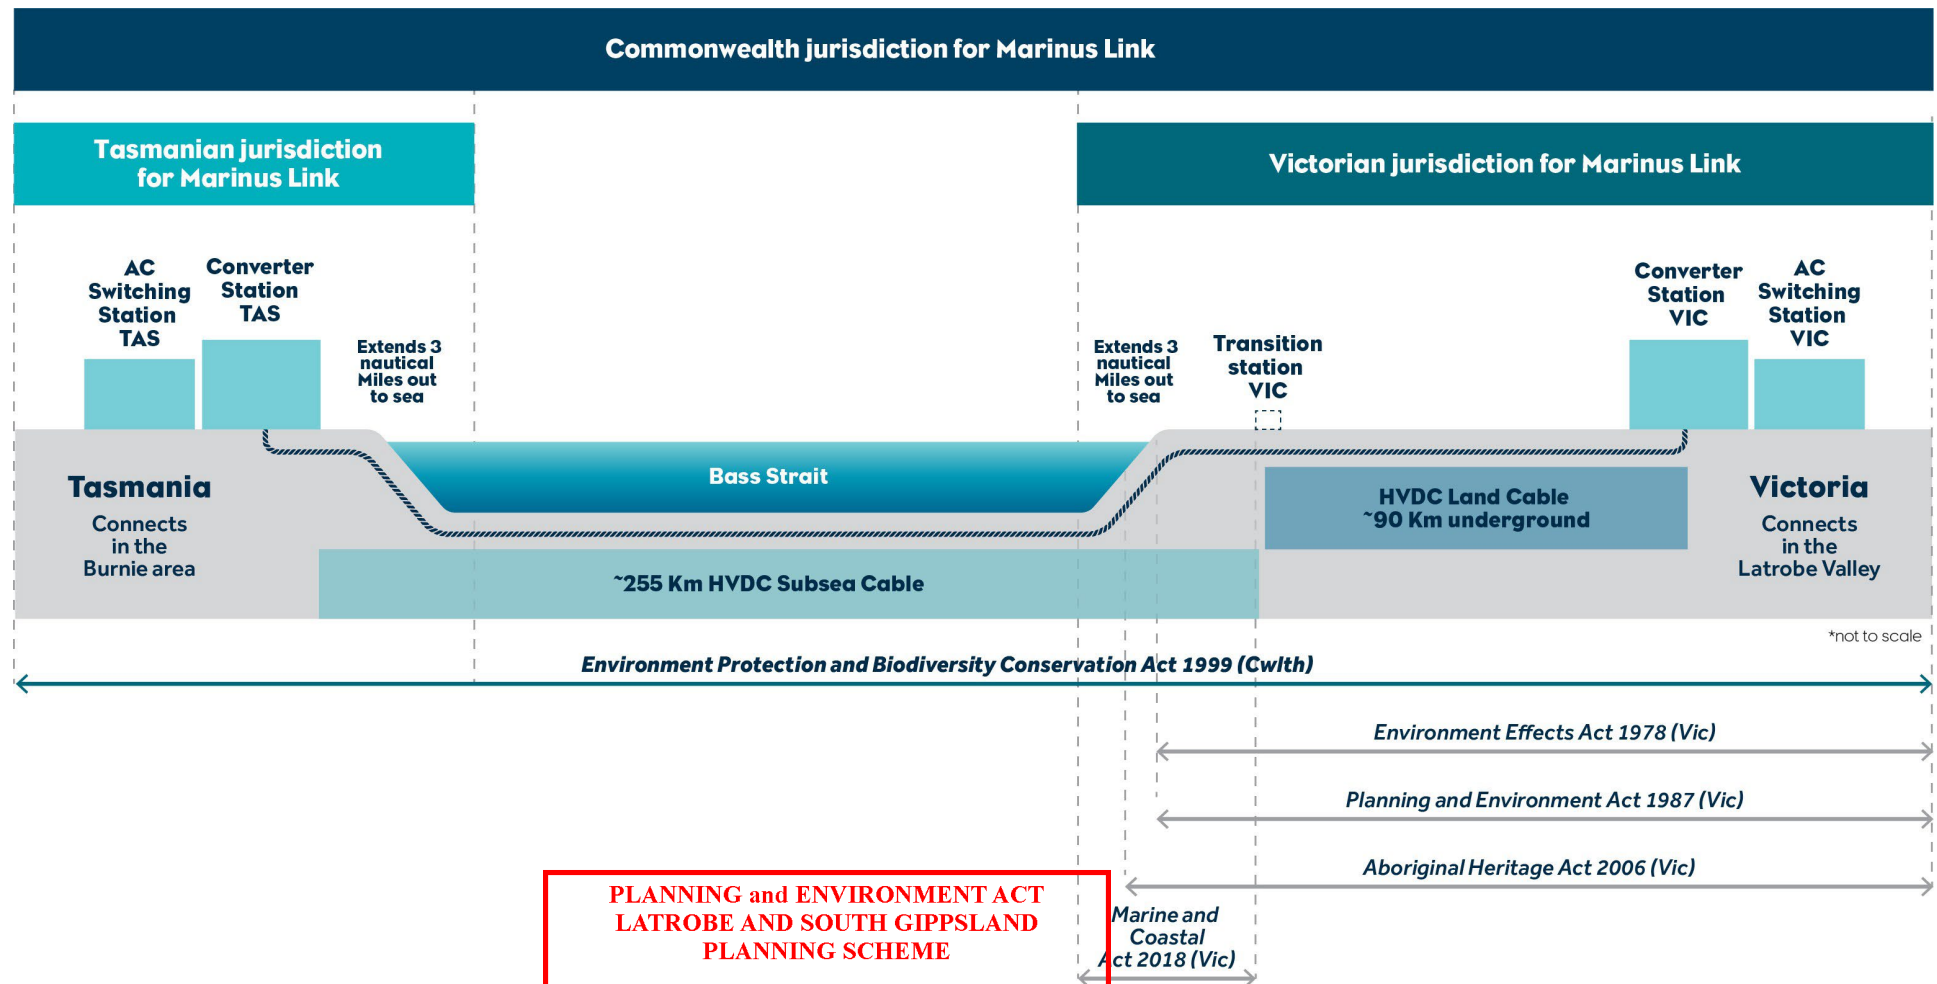 Commonwealth jurisdiction for Marinus Link
Tasmanian jurisdiction
for Marinus Link
Victorian jurisdiction for Marinus Link
AC
Switching
Station
TAS
Converter
Station
TAS
Extends 3
nautical
Miles out
to sea
Extends 3
nautical
Miles out
to sea
Transition
station
VIC
Converter
Station
VIC
AC
Switching
Station
VIC
Bass Strait
Tasmania
Connects
in the
Burnie area
HVDC Land Cable
~90 Km underground
Victoria
Connects
in the
Latrobe Valley
~255 Km HVDC Subsea Cable
*not to scale
Environment Protection and Biodiversity Conservation Act 1999 (Cwlth)
Environment Effects Act 1978 (Vic)
Planning and Environment Act 1987 (Vic)
Aboriginal Heritage Act 2006 (Vic)
PLANNING and ENVIRONMENT ACT
LATROBE AND SOUTH GIPPSLAND
PLANNING SCHEME
Marine and
Coastal
Act 2018 (Vic)